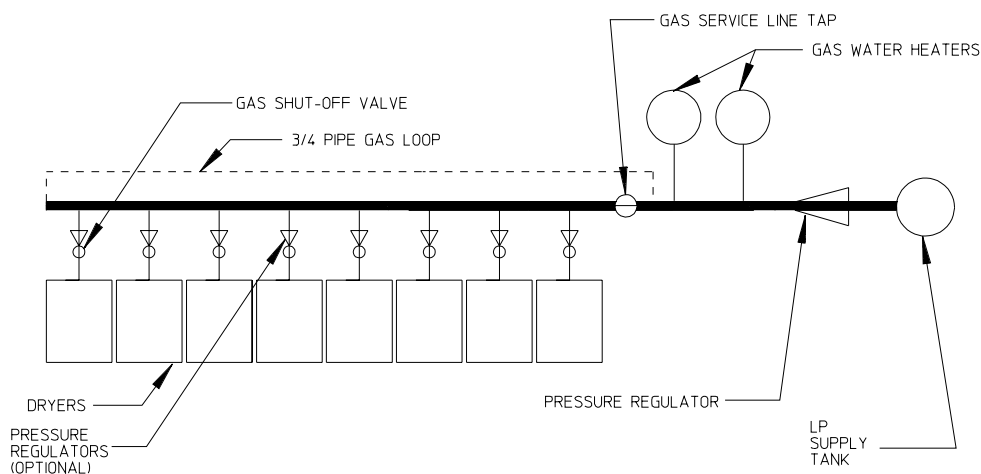 GAS SERVICE LINE TAP
GAS WATER HEATERS
GAS SHUT-OFF VALVE
3/4 PIPE GAS LOOP
DRYERS
PRESSURE REGULATOR
PRESSURE
REGULATORS
(OPTIONAL)
LP
SUPPLY
TANK